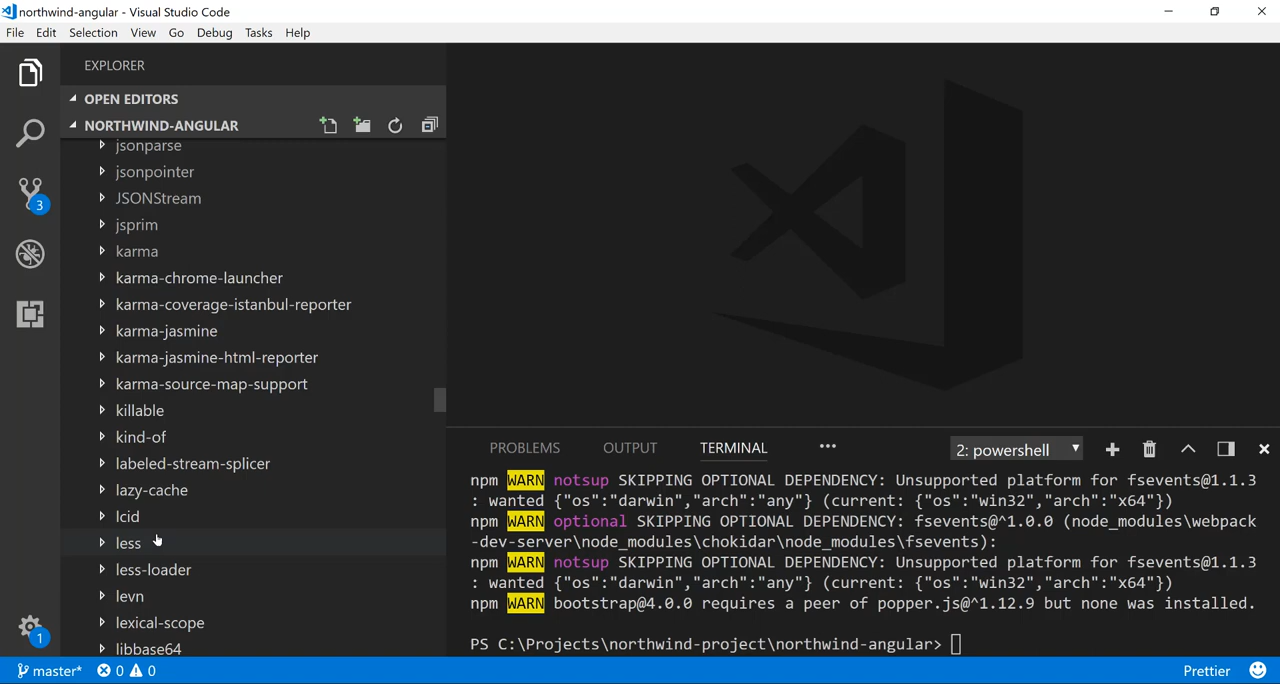 northwind-angular - Visual Studio Code
File Edit Selection View Go Debug Tasks Help
EXPLORER
OPEN EDITORS
NORTHWIND-ANGULAR
jsonparse
jsonpointer
JSONStream
jsprim
karma
karma-chrome-launcher
karma-coverage-istanbul-reporter
karma-jasmine
karma-jasmine-html-reporter
karma-source-map-support
killable
kind-of
labeled-stream-splicer
lazy-cache
lcid
less
less-loader
levn
lexical-scope
libbase64
3
1
PROBLEMS OUTPUT TERMINAL ••• 2: powershell
npm WARN notsup SKIPPING OPTIONAL DEPENDENCY: Unsupported platform for fsevents@1.1.3
: wanted {"os":"darwin","arch":"any"} (current: {"os":"win32","arch":"x64"})
npm WARN optional SKIPPING OPTIONAL DEPENDENCY: fsevents@^1.0.0 (node_modules\webpack
-dev-server\node_modules\chokidar\node_modules\fsevents):
npm WARN notsup SKIPPING OPTIONAL DEPENDENCY: Unsupported platform for fsevents@1.1.3
: wanted {"os":"darwin","arch":"any"} (current: {"os":"win32","arch":"x64"})
npm WARN bootstrap@4.0.0 requires a peer of popper.js@^1.12.9 but none was installed.
PS C:\Projects\northwind-project\northwind-angular>
master* 0 0 Prettier